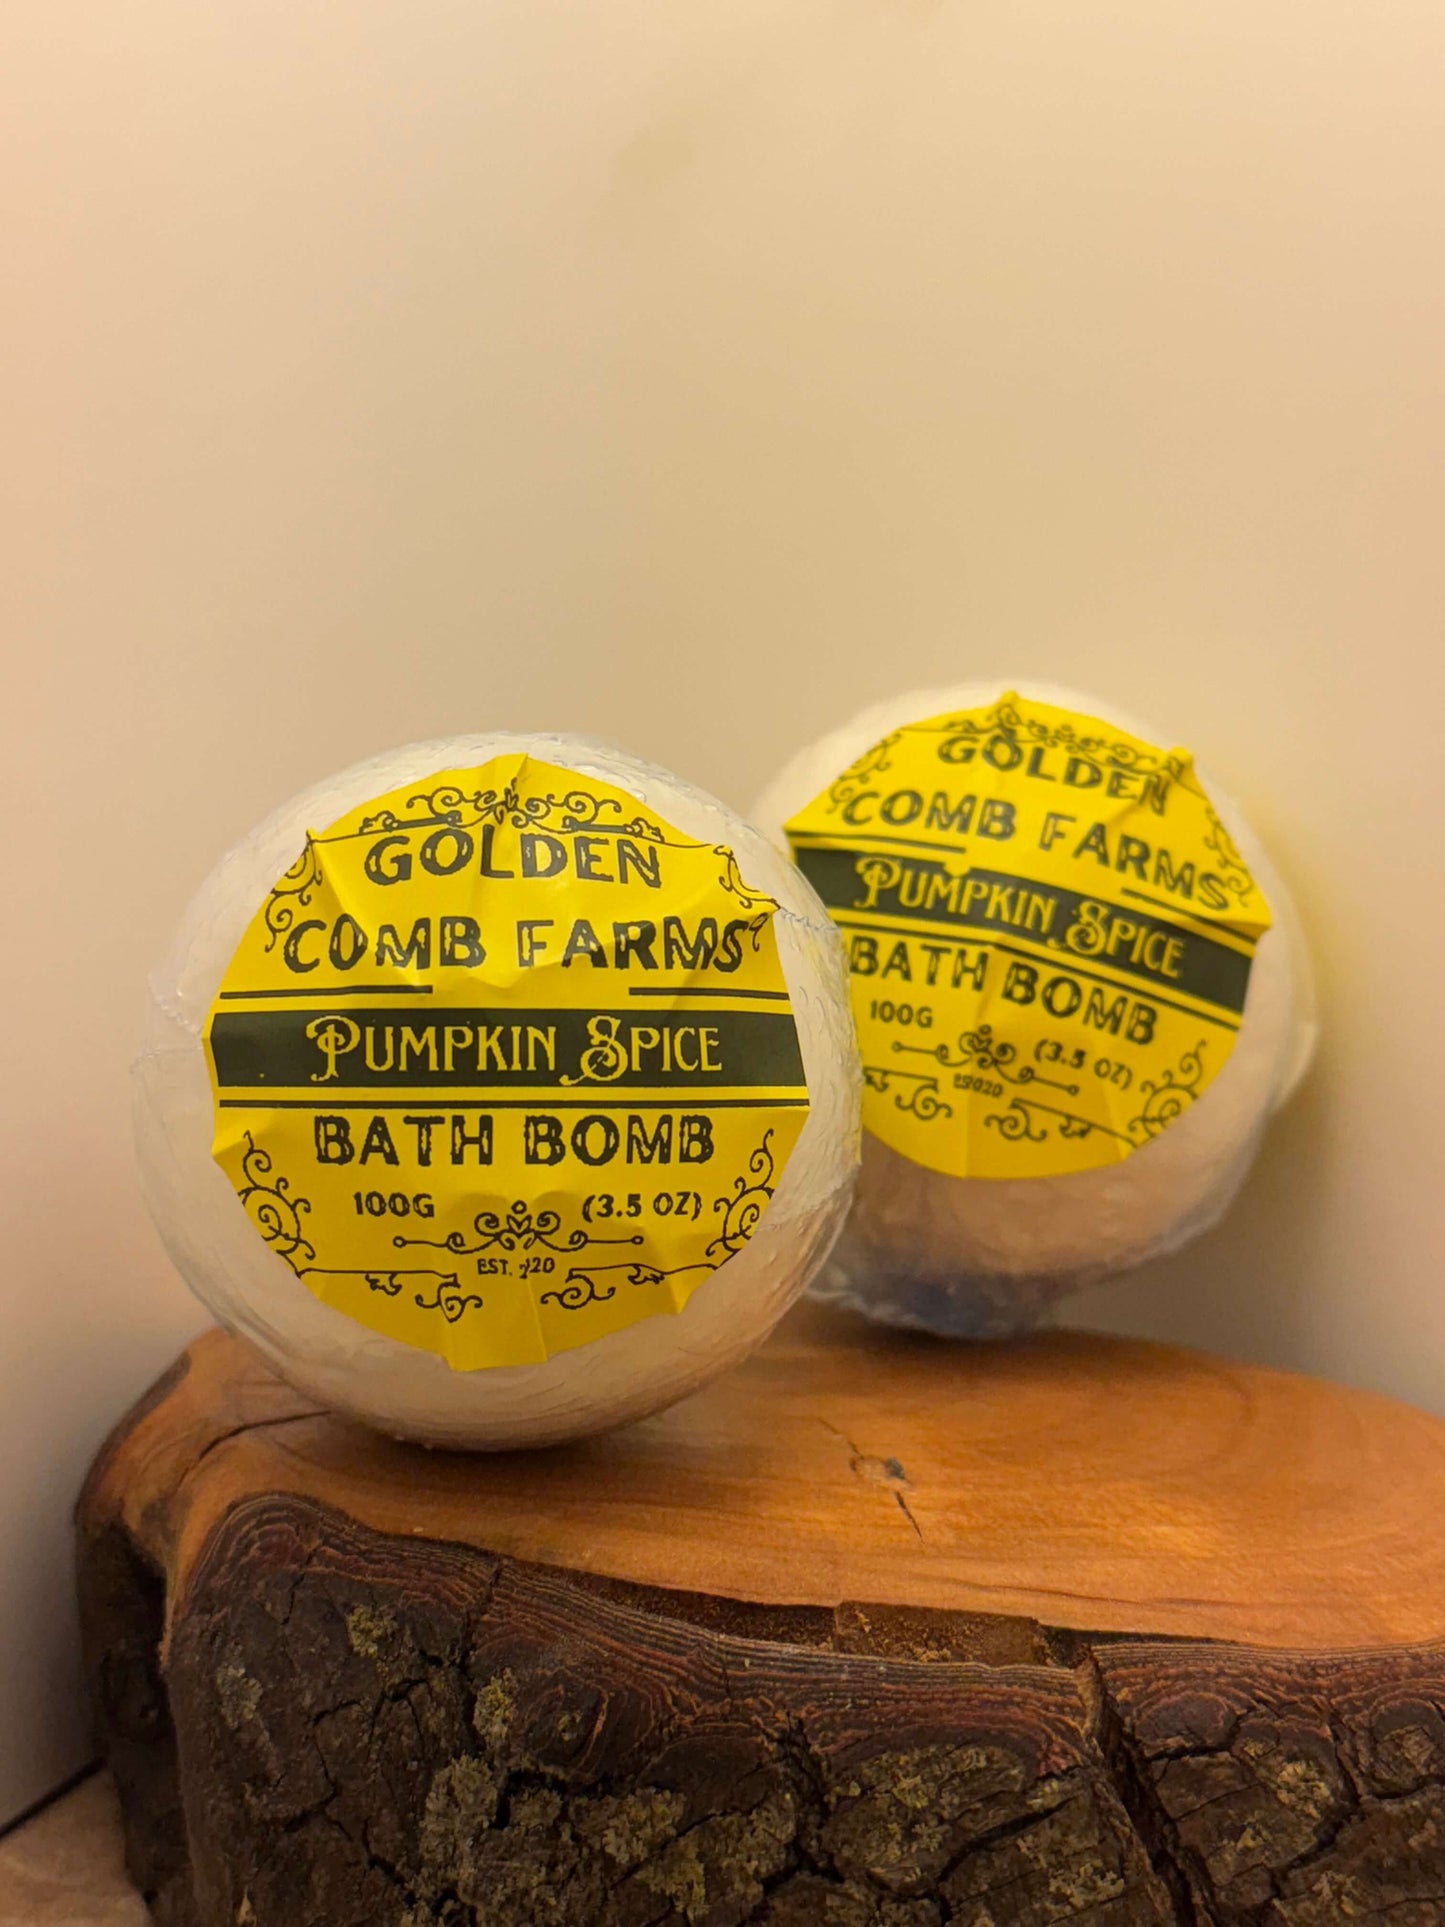 GOLDEN
COMB FARMS
PUMPKIN SPICE
BATH BOMB
100G (3.5 OZ)
EST.
GOLDEN
COMB FARMS
PUMPKIN SPICE
BATH BOMB
100G (3.5 OZ)